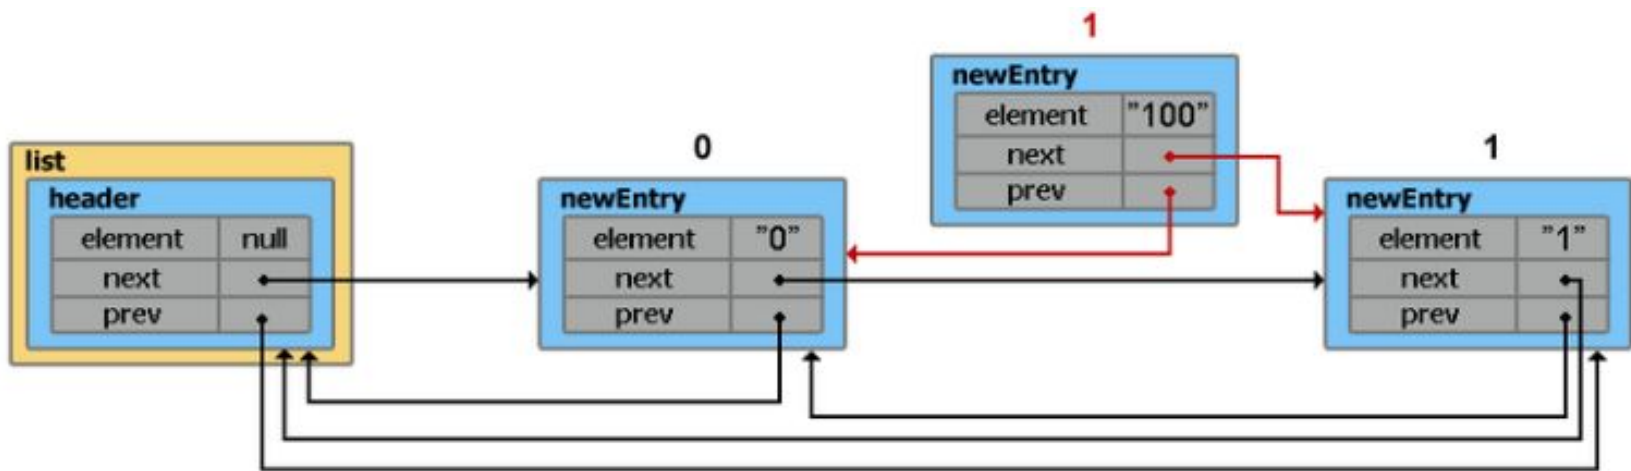 1
newEntry
element "100"
next
prev
list
header
element null
next
prev
0
newEntry
element "0"
next
prev
1
newEntry
element "1"
next
prev